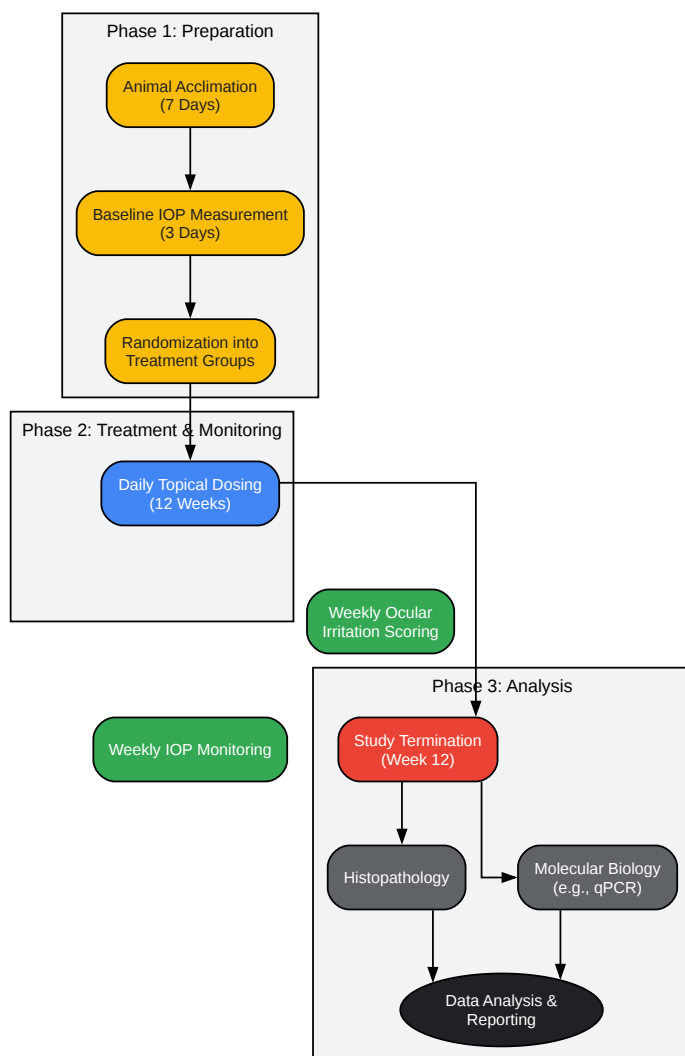 Phase 1: Preparation
Animal Acclimation
(7 Days)
Baseline IOP Measurement
(3 Days)
Randomization into
Treatment Groups
Phase 2: Treatment & Monitoring
Daily Topical Dosing
(12 Weeks)
Weekly Ocular
Irritation Scoring
Phase 3: Analysis
Weekly IOP Monitoring
Study Termination
(Week 12)
Histopathology
Molecular Biology
(e.g., qPCR)
Data Analysis &
Reporting